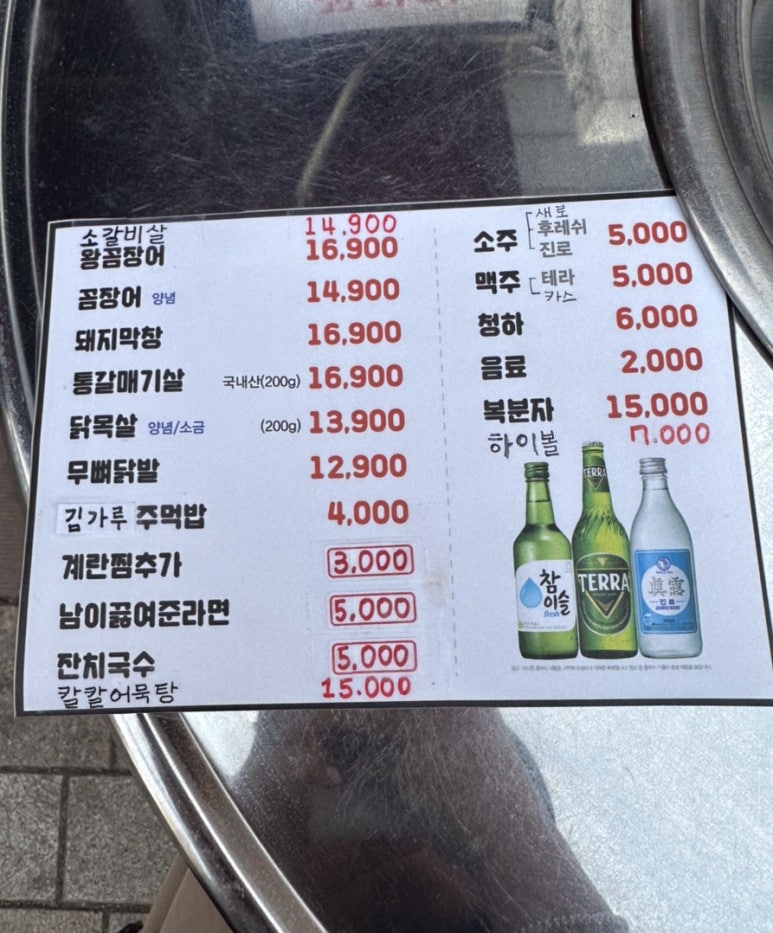 소갈비살 14.900
왕꼼장어 16,900
꼼장어 양념 14,900
돼지막창 16,900
통갈매기살 국내산(200g) 16,900
닭목살 양념/소금 (200g) 13,900
무뼈닭발 12,900
김가루 주먹밥 4,000
계란찜추가 3,000
남이끓여준라면 5,000
잔치국수 5,000
칼칼어묵탕 15.000
소주 새로 후레쉬 진로 5,000
맥주 테라 카스 5,000
청하 6,000
음료 2,000
복분자 15,000
하이볼 7.000
참이슬
fresh
TERRA
TERRA
眞露
진로